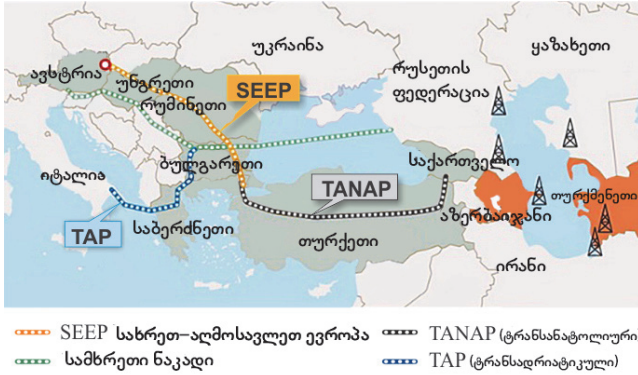 უკრაინა
ყაზახეთი
ავსტრია
უნგრეთი
რუმინეთი
SEEP
რუსეთის
ფედერაცია
ბულგარეთი
საქართველო
იტალია
TANAP
თურქმენეთი
აზერბაიჯანი
TAP
საბერძნეთი
თურქეთი
ირანი
SEEP სახრეთ–აღმოსავლეთ ევროპა
TANAP (ტრანსანატოლიური
სამხრეთი ნაკადი
TAP (ტრანსადრიატიკული)